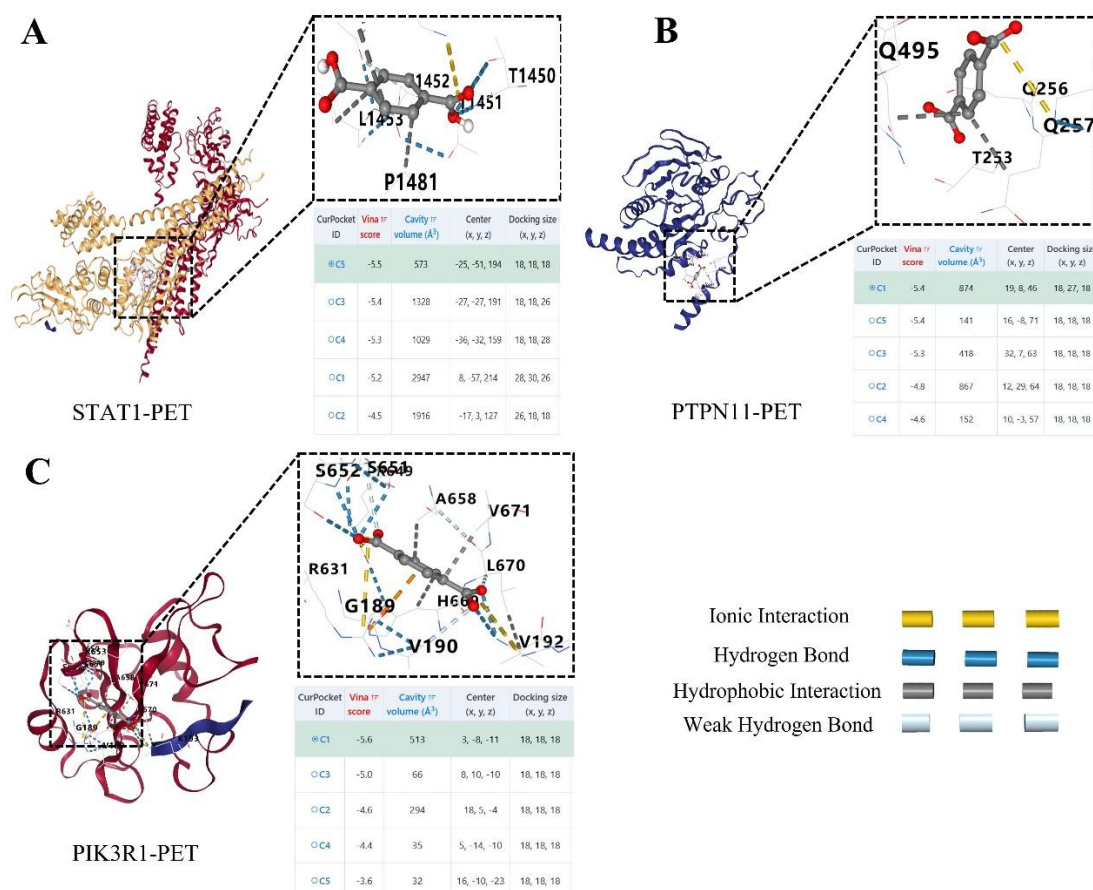 A
T1450
1452
1451
L1453
P1481
CurPocket ID Vina score Cavity volume (Å³) Center (x, y, z) Docking size (x, y, z)
C5 -5.5 573 -25, -51, 194 18, 18, 18
C3 -5.4 1328 -27, -27, 191 18, 18, 26
C4 -5.3 1029 -36, -32, 159 18, 18, 28
C1 -5.2 2947 8, -57, 214 28, 30, 26
C2 -4.5 1916 -17, 3, 127 26, 18, 18
STAT1-PET
B
Q495
Q256
Q257
T253
CurPocket ID Vina score Cavity volume (Å³) Center (x, y, z) Docking size (x, y, z)
C1 -5.4 874 19, 8, 46 18, 27, 18
C5 -5.4 141 16, -8, 71 18, 18, 18
C3 -5.3 418 32, 7, 63 18, 18, 18
C2 -4.8 867 12, 29, 64 18, 18, 18
C4 -4.6 152 10, -3, 57 18, 18, 18
PTPN11-PET
C
S652
S651
A658
V671
R631
L670
G189
V190
V192
R631
G189
CurPocket ID Vina score Cavity volume (Å³) Center (x, y, z) Docking size (x, y, z)
C1 -5.6 513 3, -8, -11 18, 18, 18
C3 -5.0 66 8, 10, -10 18, 18, 18
C2 -4.6 294 18, 5, -4 18, 18, 18
C4 -4.4 35 5, -14, -10 18, 18, 18
C5 -3.6 32 16, -10, -23 18, 18, 18
PIK3R1-PET
Ionic Interaction
Hydrogen Bond
Hydrophobic Interaction
Weak Hydrogen Bond